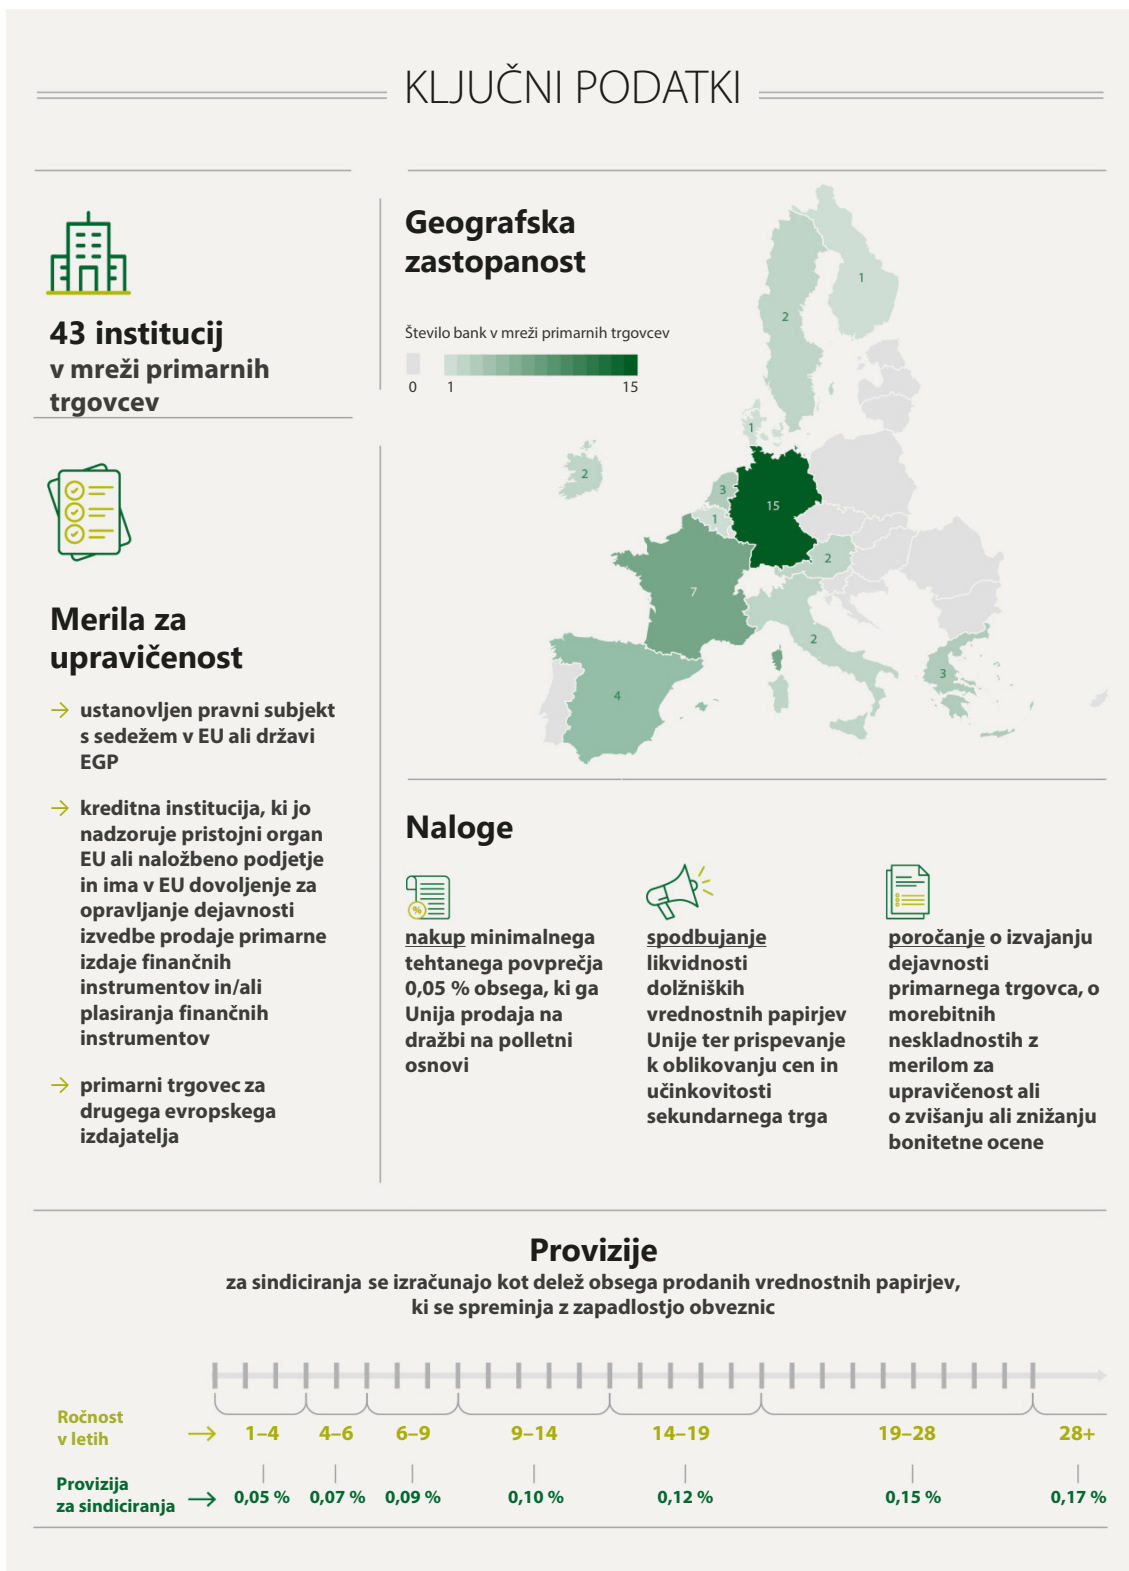 KLJUČNI PODATKI
43 institucij
v mreži primarnih
trgovcev
Merila za
upravičenost
→ ustanovljen pravni subjekt
s sedežem v EU ali državi
EGP
→ kreditna institucija, ki jo
nadzoruje pristojni organ
EU ali naložbeno podjetje
in ima v EU dovoljenje za
opravljanje dejavnosti
izvedbe prodaje primarne
izdaje finančnih
instrumentov in/ali
plasiranja finančnih
instrumentov
→ primarni trgovec za
drugega evropskega
izdajatelja
Geografska
zastopanost
Število bank v mreži primarnih trgovcev
0 1 15
1
2
1
2
3
15
1
2
7
2
3
4
Naloge
%
nakup minimalnega
tehtanega povprečja
0,05 % obsega, ki ga
Unija prodaja na
dražbi na polletni
osnovi
spodbujanje
likvidnosti
dolžniških
vrednostnih papirjev
Unije ter prispevanje
k oblikovanju cen in
učinkovitosti
sekundarnega trga
poročanje o izvajanju
dejavnosti
primarnega trgovca, o
morebitnih
neskladnostih z
merilom za
upravičenost ali
o zvišanju ali znižanju
bonitetne ocene
Provizije
za sindiciranja se izračunajo kot delež obsega prodanih vrednostnih papirjev,
ki se spreminja z zapadlostjo obveznic
Ročnost
v letih → 1–4 4–6 6–9 9–14 14–19 19–28 28+
Provizija
za sindiciranja → 0,05 % 0,07 % 0,09 % 0,10 % 0,12 % 0,15 % 0,17 %